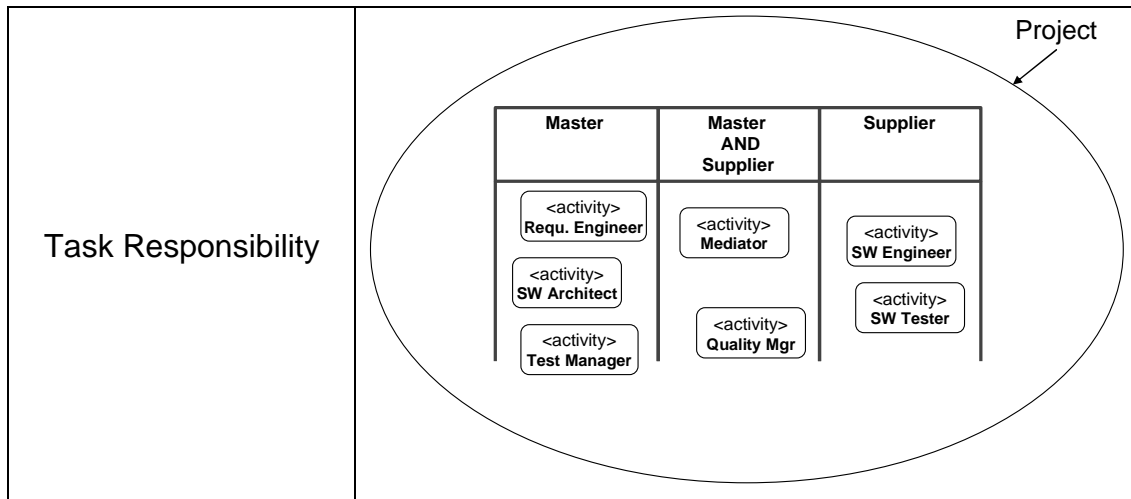 Task Responsibility
Project
Master
Master
AND
Supplier
Supplier
<activity>
Requ. Engineer
<activity>
SW Architect
<activity>
Test Manager
<activity>
Mediator
<activity>
Quality Mgr
<activity>
SW Engineer
<activity>
SW Tester